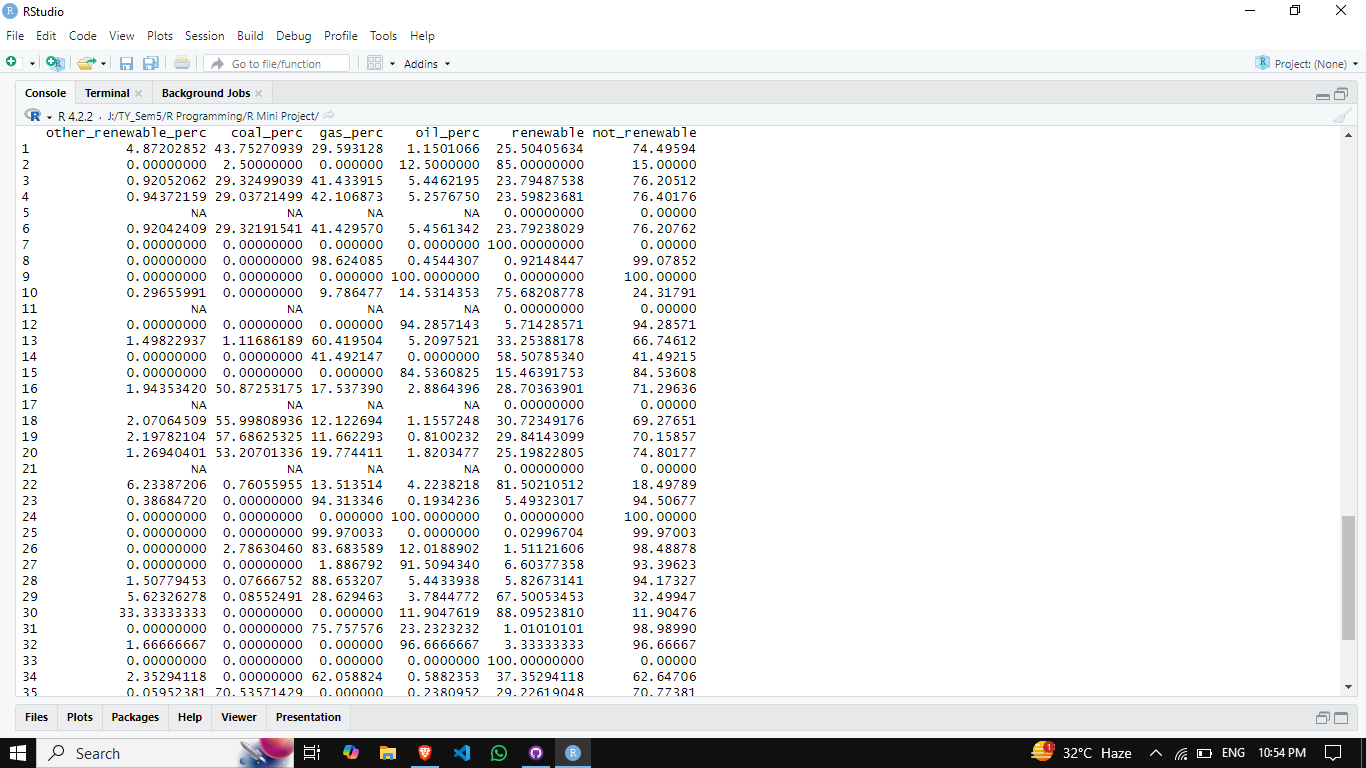 RStudio
File Edit Code View Plots Session Build Debug Profile Tools Help
Go to file/function Addins Project: (None)
Console Terminal Background Jobs
R 4.2.2 · J:/TY_Sem5/R Programming/R Mini Project/
other_renewable_perc coal_perc gas_perc oil_perc renewable not_renewable
1 4.87202852 43.75270939 29.593128 1.1501066 25.50405634 74.49594
2 0.00000000 2.50000000 0.000000 12.5000000 85.00000000 15.00000
3 0.92052062 29.32499039 41.433915 5.4462195 23.79487538 76.20512
4 0.94372159 29.03721499 42.106873 5.2576750 23.59823681 76.40176
5 NA NA NA NA 0.00000000 0.00000
6 0.92042409 29.32191541 41.429570 5.4561342 23.79238029 76.20762
7 0.00000000 0.00000000 0.000000 0.0000000 100.00000000 0.00000
8 0.00000000 0.00000000 98.624085 0.4544307 0.92148447 99.07852
9 0.00000000 0.00000000 0.000000 100.0000000 0.00000000 100.00000
10 0.29655991 0.00000000 9.786477 14.5314353 75.68208778 24.31791
11 NA NA NA NA 0.00000000 0.00000
12 0.00000000 0.00000000 0.000000 94.2857143 5.71428571 94.28571
13 1.49822937 1.11686189 60.419504 5.2097521 33.25388178 66.74612
14 0.00000000 0.00000000 41.492147 0.0000000 58.50785340 41.49215
15 0.00000000 0.00000000 0.000000 84.5360825 15.46391753 84.53608
16 1.94353420 50.87253175 17.537390 2.8864396 28.70363901 71.29636
17 NA NA NA NA 0.00000000 0.00000
18 2.07064509 55.99808936 12.122694 1.1557248 30.72349176 69.27651
19 2.19782104 57.68625325 11.662293 0.8100232 29.84143099 70.15857
20 1.26940401 53.20701336 19.774411 1.8203477 25.19822805 74.80177
21 NA NA NA NA 0.00000000 0.00000
22 6.23387206 0.76055955 13.513514 4.2238218 81.50210512 18.49789
23 0.38684720 0.00000000 94.313346 0.1934236 5.49323017 94.50677
24 0.00000000 0.00000000 0.000000 100.0000000 0.00000000 100.00000
25 0.00000000 0.00000000 99.970033 0.0000000 0.02996704 99.97003
26 0.00000000 2.78630460 83.683589 12.0188902 1.51121606 98.48878
27 0.00000000 0.00000000 1.886792 91.5094340 6.60377358 93.39623
28 1.50779453 0.07666752 88.653207 5.4433938 5.82673141 94.17327
29 5.62326278 0.08552491 28.629463 3.7844772 67.50053453 32.49947
30 33.33333333 0.00000000 0.000000 11.9047619 88.09523810 11.90476
31 0.00000000 0.00000000 75.757576 23.2323232 1.01010101 98.98990
32 1.66666667 0.00000000 0.000000 96.6666667 3.33333333 96.66667
33 0.00000000 0.00000000 0.000000 0.0000000 100.00000000 0.00000
34 2.35294118 0.00000000 62.058824 0.5882353 37.35294118 62.64706
35 0.05952381 70.53571429 0.000000 0.2380952 29.22619048 70.77381
Files Plots Packages Help Viewer Presentation
Search 1 32°C Haze ENG 10:54 PM